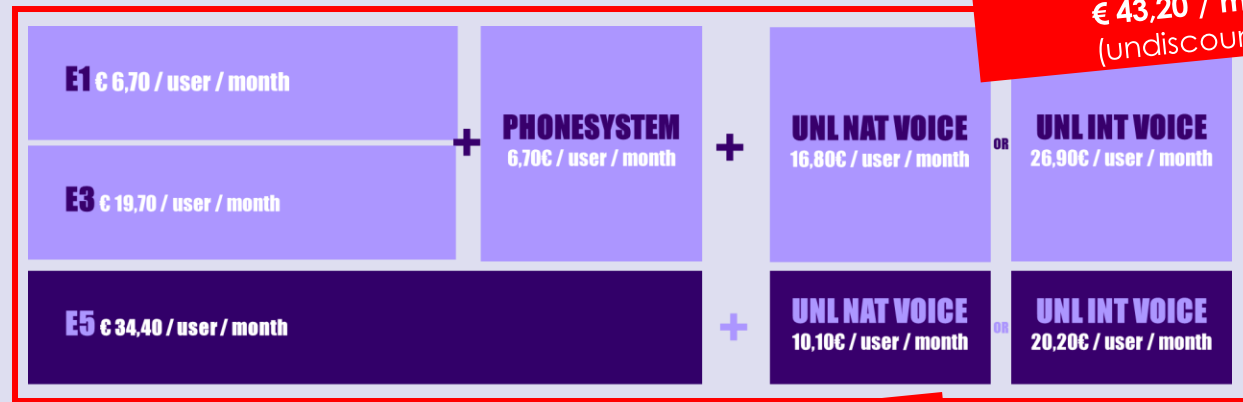 € 43,20 /
E1 € 6,70 / user / month
PHONESYSTEM
6,70€ / user / month
+
+
UNL NAT VOICE
16,80€ / user / month
OR
UNL INT VOICE
26,90€ / user / month
E3 € 19,70 / user / month
E5 € 34,40 / user / month
+
UNL NAT VOICE
10,10€ / user / month
OR
UNL INT VOICE
20,20€ / user / month